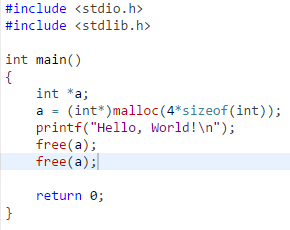 #include <stdio.h>
#include <stdlib.h>

int main()
{
    int *a;
    a = (int*)malloc(4*sizeof(int));
    printf("Hello, World!\n");
    free(a);
    free(a);

    return 0;
}